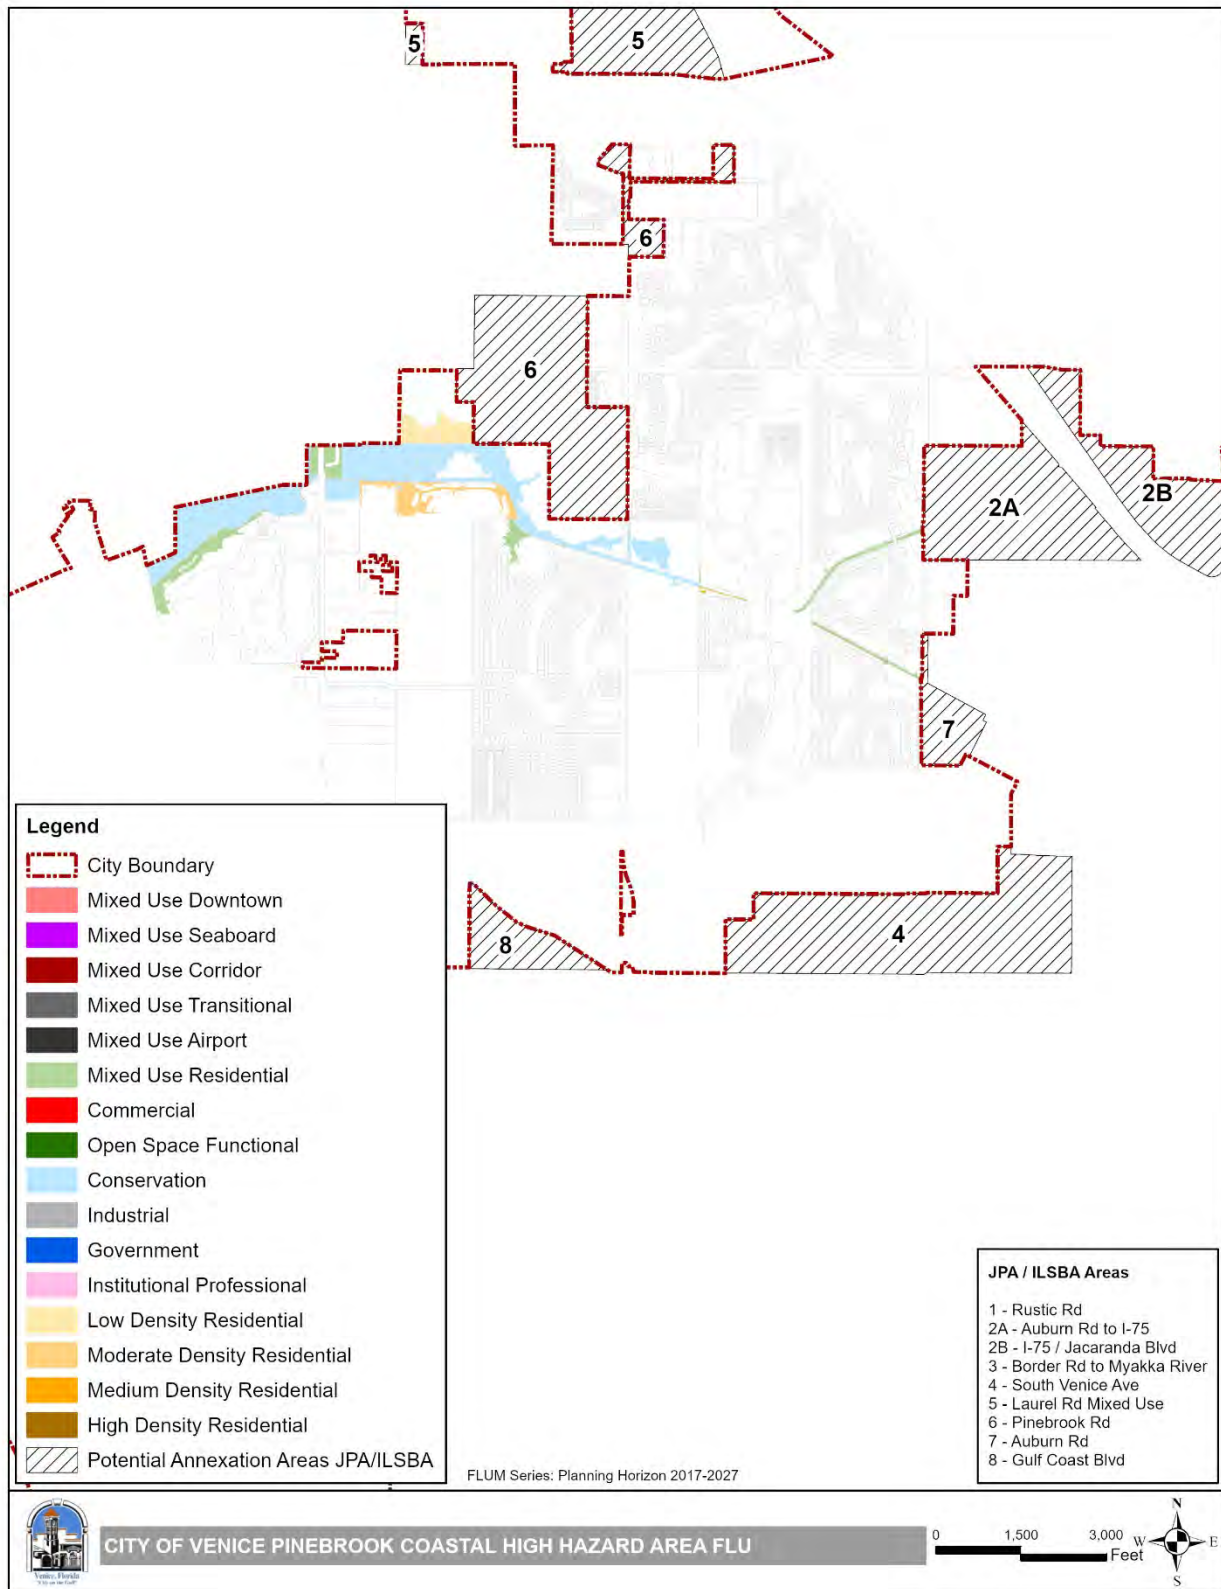 5
5
6
6
2A
2B
7
8
4
Legend
City Boundary
Mixed Use Downtown
Mixed Use Seaboard
Mixed Use Corridor
Mixed Use Transitional
Mixed Use Airport
Mixed Use Residential
Commercial
Open Space Functional
Conservation
Industrial
Government
Institutional Professional
Low Density Residential
Moderate Density Residential
Medium Density Residential
High Density Residential
Potential Annexation Areas JPA/ILSBA
FLUM Series: Planning Horizon 2017-2027
JPA / ILSBA Areas
1 - Rustic Rd
2A - Auburn Rd to I-75
2B - I-75 / Jacaranda Blvd
3 - Border Rd to Myakka River
4 - South Venice Ave
5 - Laurel Rd Mixed Use
6 - Pinebrook Rd
7 - Auburn Rd
8 - Gulf Coast Blvd
Venice, Florida
"City on the Gulf"
CITY OF VENICE PINEBROOK COASTAL HIGH HAZARD AREA FLU
0 1,500 3,000
Feet
N
W E
S